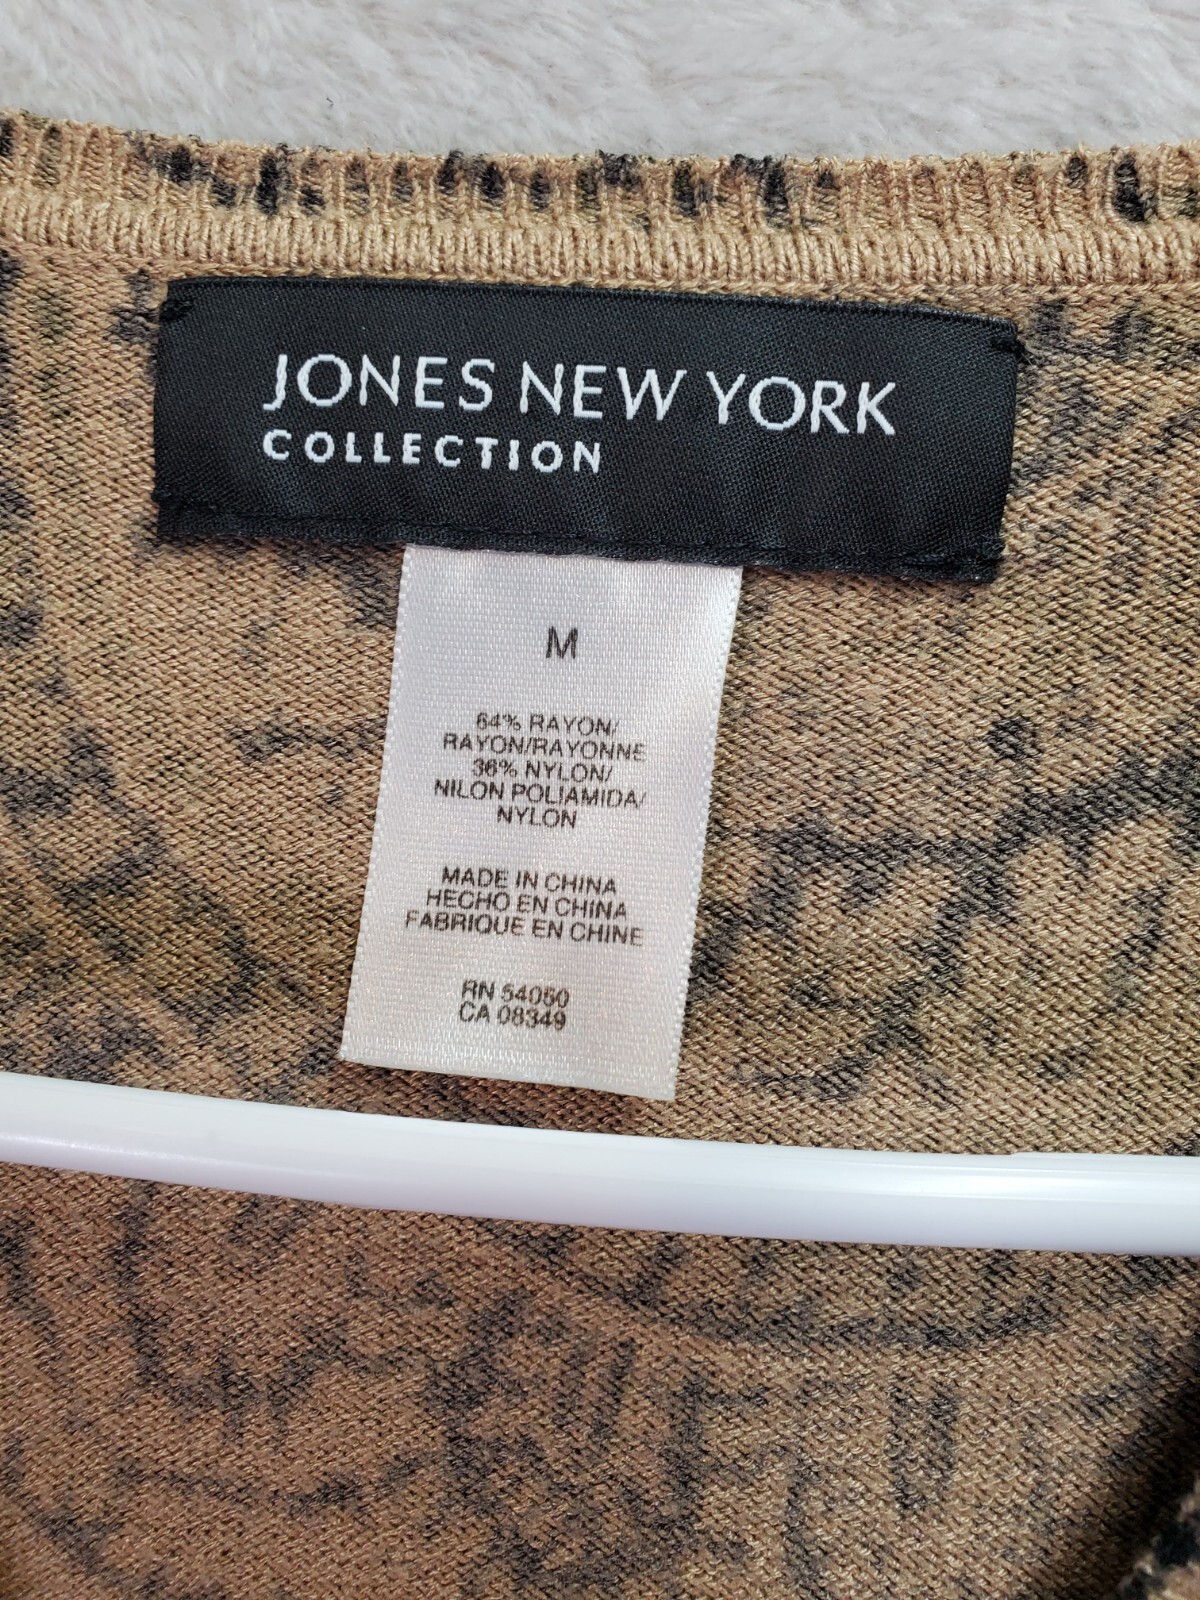 JONES NEW YORK
COLLECTION
M
64% RAYON/
RAYON/RAYONNE
36% NYLON/
NILON POLIAMIDA/
NYLON
MADE IN CHINA
HECHO EN CHINA
FABRIQUE EN CHINE
RN 54050
CA 08349